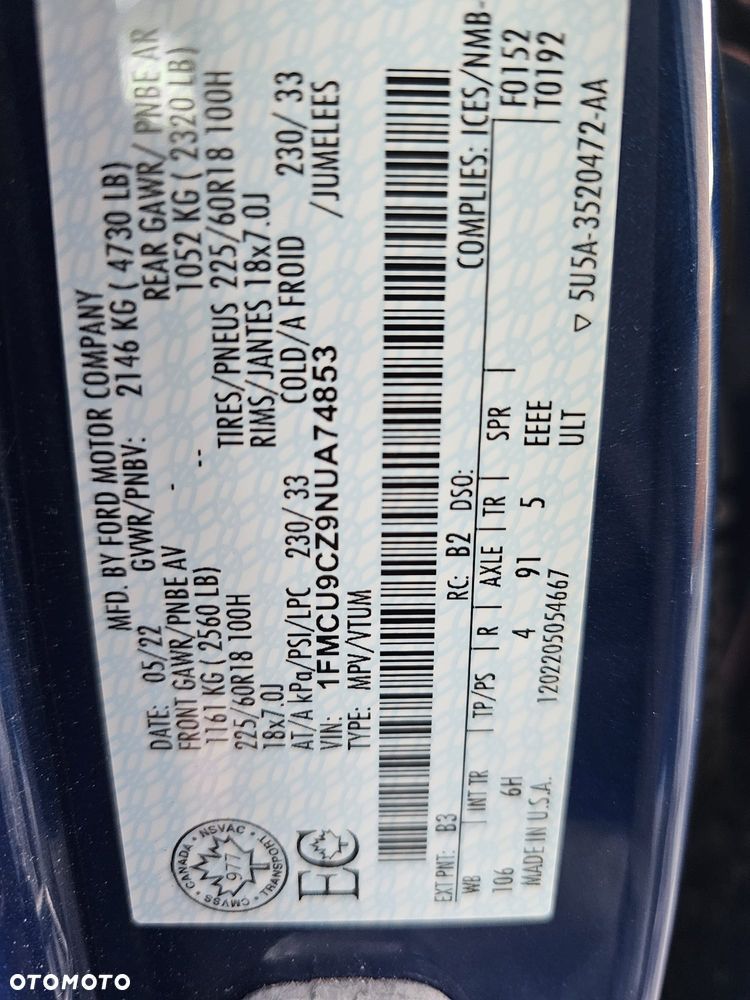 MFD. BY FORD MOTOR COMPANY
DATE: 05/22 GVWR/PNBV: 2146 KG ( 4730 LB)
FRONT GAWR/PNBE AV - REAR GAWR/ PNBE AR
1161 KG ( 2560 LB) -- 1052 KG ( 2320 LB)
225/60R18 100H TIRES/PNEUS 225/60R18 100H
18x7.0J RIMS/JANTES 18x7.0J
AT/A kPa/PSI/LPC 230/ 33 COLD/A FROID 230/ 33
VIN: 1FMCU9CZ9NUA74853 /JUMELEES
TYPE: MPV/VTUM
CANADA · NSVAC · TRANSPORT · CMVSS
977
EC
EXT PNT: B3 RC: B2 DSO: COMPLIES: ICES/NMB-
WB | INT TR | TP/PS | R | AXLE | TR | SPR F0152
106 6H 4 91 5 EEEE T0192
ULT
MADE IN U.S.A. 1202205054667 ▽ 5U5A-3520472-AA
OTOMOTO